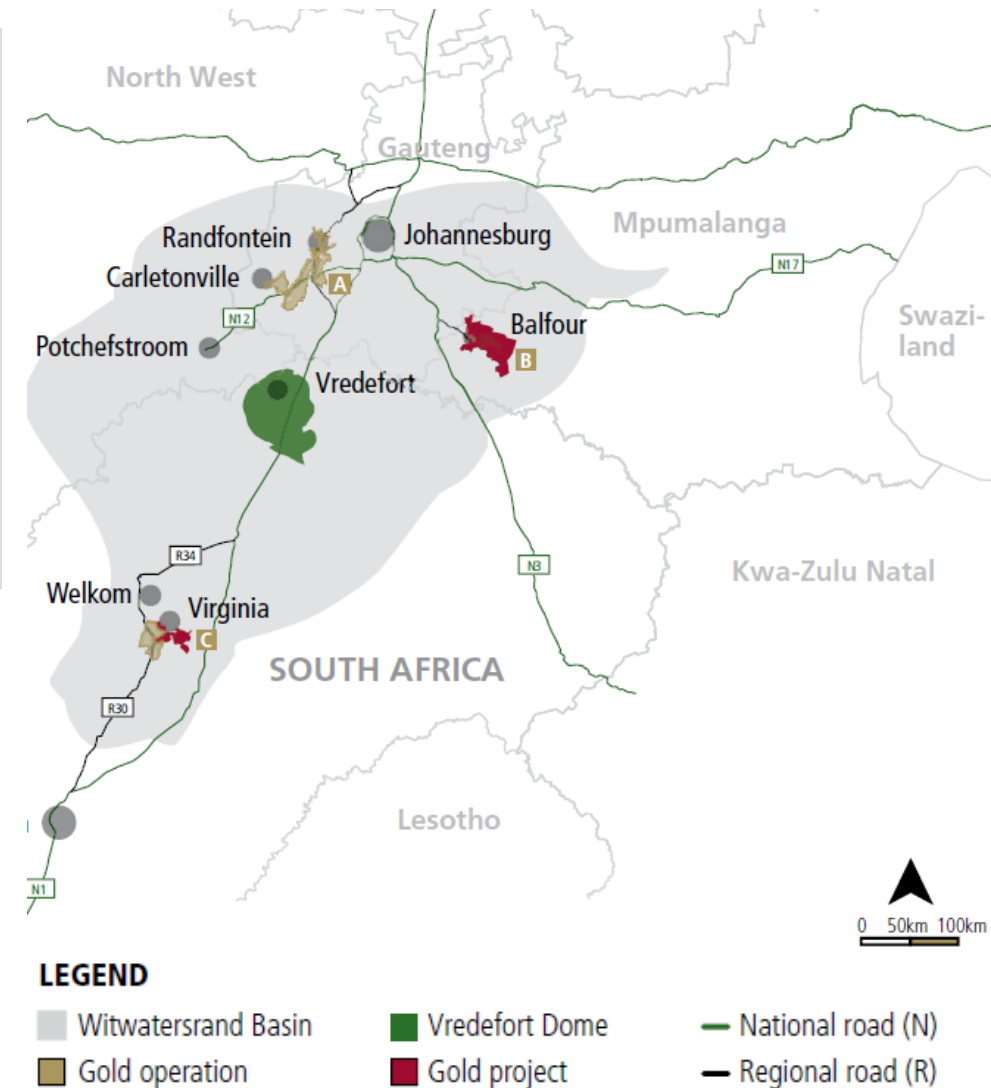 North West
Gauteng
Mpumalanga
Randfontein
Johannesburg
Carletonville
A
N17
N12
Swazi-
land
Potchefstroom
Balfour
B
Vredefort
R34
N3
Kwa-Zulu Natal
Welkom
Virginia
C
SOUTH AFRICA
R30
Lesotho
N1
0 50km 100km
LEGEND
Witwatersrand Basin
Vredefort Dome
National road (N)
Gold operation
Gold project
Regional road (R)